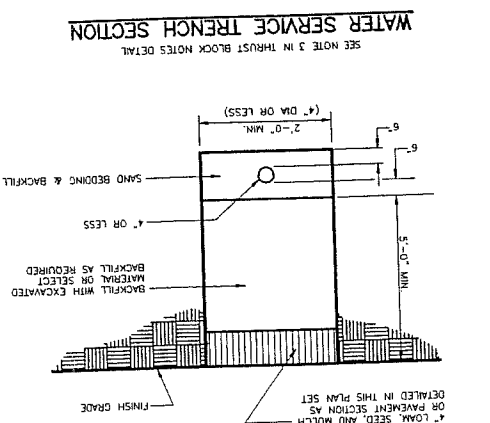 4" LOAM, SEED, AND MULCH
OR PAVEMENT SECTION AS
DETAILED IN THIS PLAN SET
FINISH GRADE
BACKFILL WITH EXCAVATED
MATERIAL OR SELECT
BACKFILL AS REQUIRED
5'-0" MIN.
4" OR LESS
SAND BEDDING & BACKFILL
6"
6"
2'-0" MIN.
(4" DIA OR LESS)
SEE NOTE 3 IN THRUST BLOCK NOTES DETAIL
WATER SERVICE TRENCH SECTION